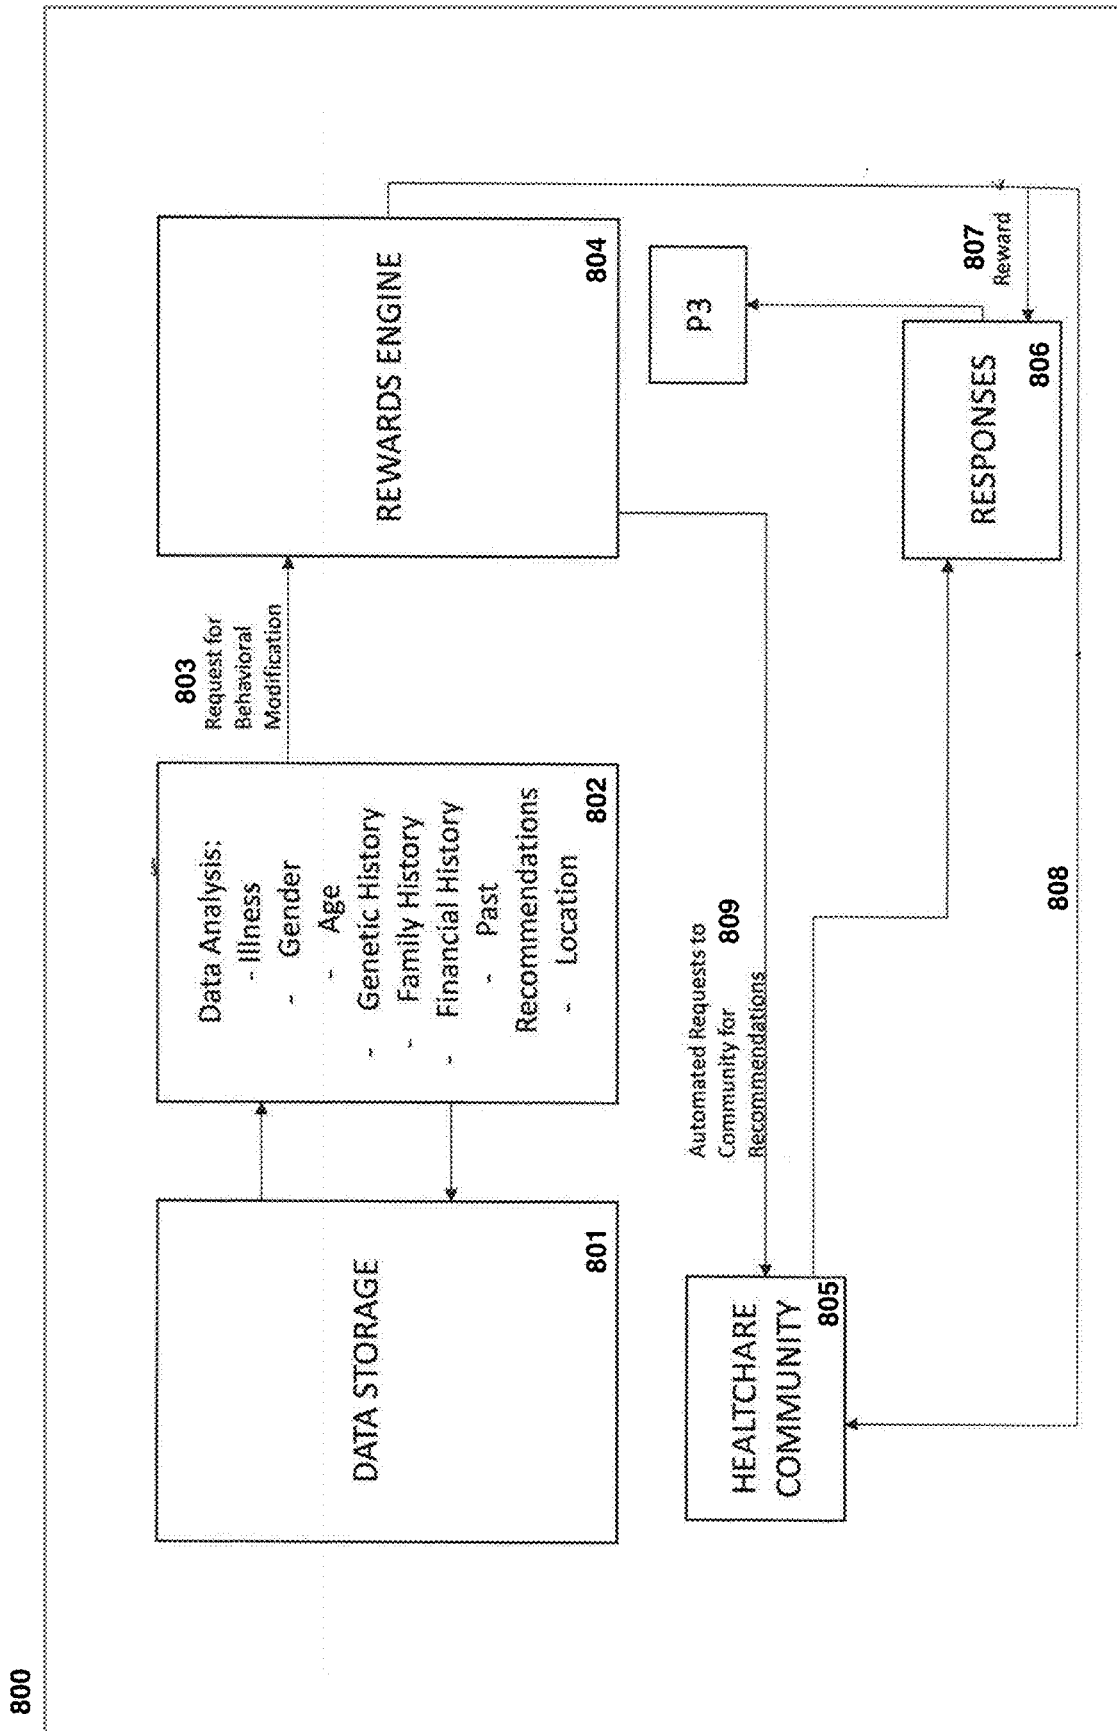 800
DATA STORAGE
801
Data Analysis:
- Illness
- Gender
- Age
- Genetic History
- Family History
- Financial History
- Past
Recommendations
- Location
802
803
Request for
Behavioral
Modification
REWARDS ENGINE
804
HEALTCHARE
COMMUNITY
805
Automated Requests to
Community for
809
Recommendations
P3
RESPONSES
806
807
Reward
808